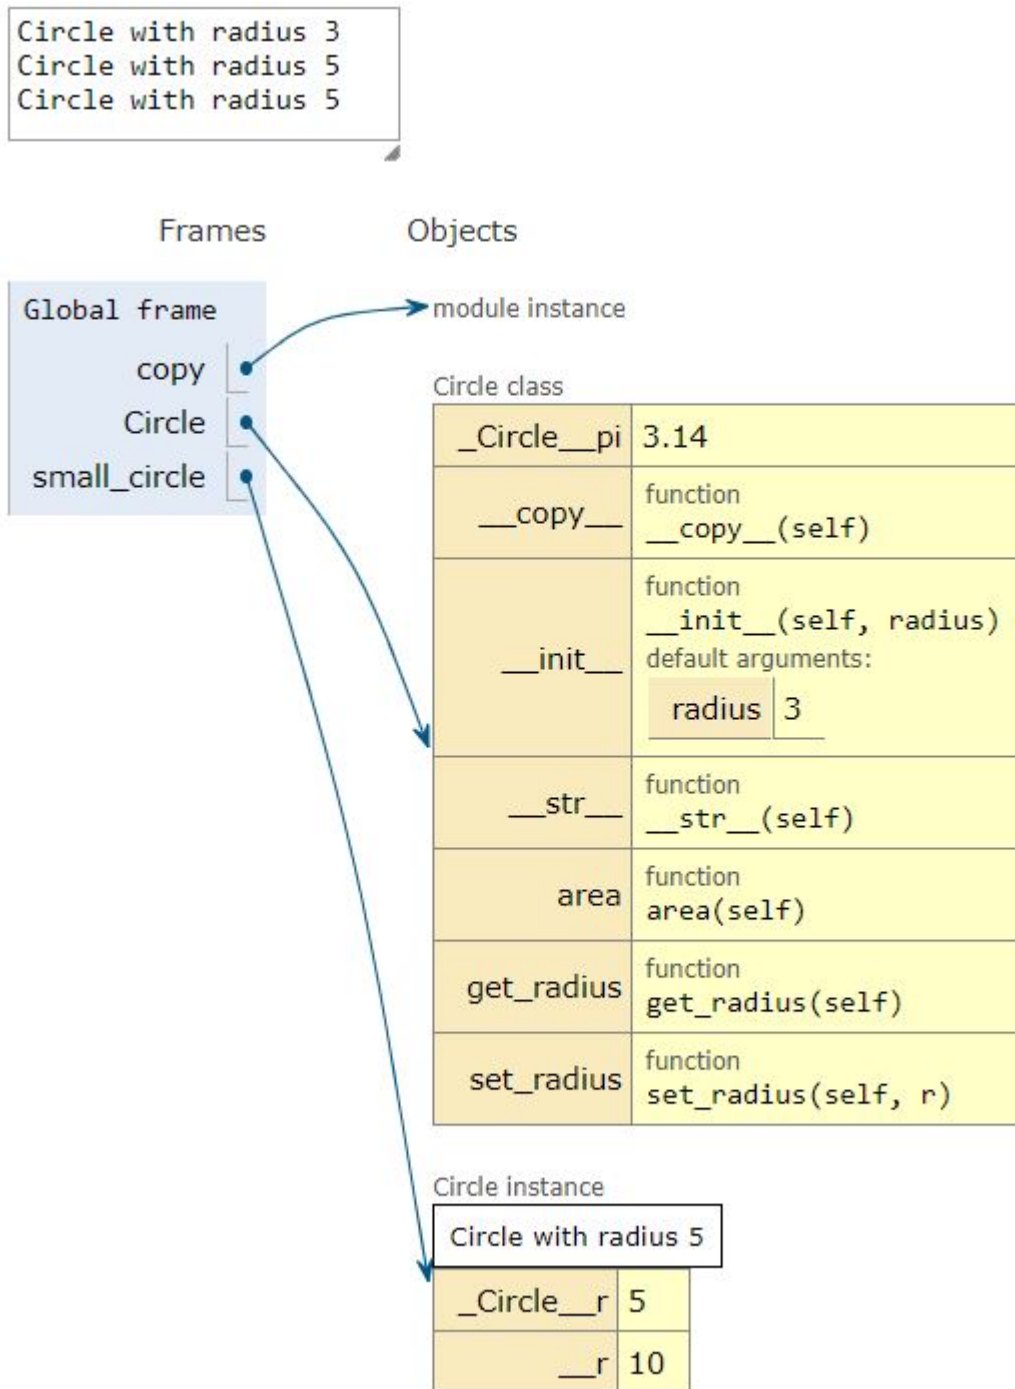 Circle with radius 3
Circle with radius 5
Circle with radius 5
Frames Objects
Global frame
copy
Circle
small_circle
module instance
Circle class
_Circle__pi 3.14
__copy__ function
__copy__(self)
__init__ function
__init__(self, radius)
default arguments:
radius 3
__str__ function
__str__(self)
area function
area(self)
get_radius function
get_radius(self)
set_radius function
set_radius(self, r)
Circle instance
Circle with radius 5
_Circle__r 5
__r 10